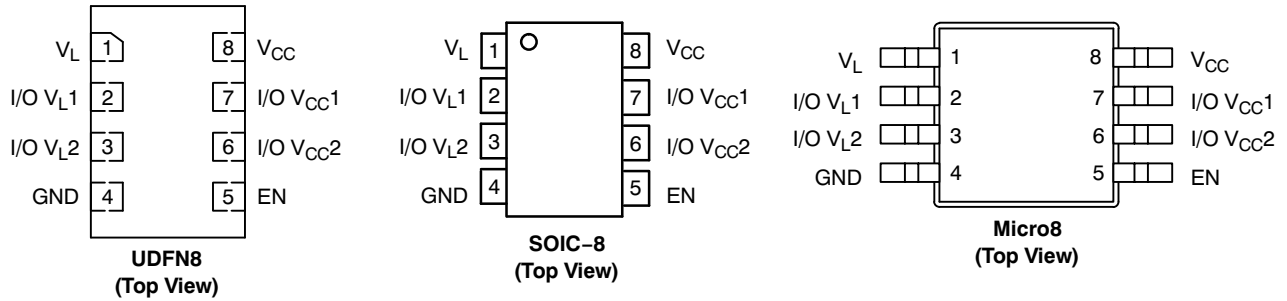 V_L 1 8 V_CC
I/O V_L1 2 7 I/O V_CC1
I/O V_L2 3 6 I/O V_CC2
GND 4 5 EN
UDFN8
(Top View)
V_L 1 8 V_CC
I/O V_L1 2 7 I/O V_CC1
I/O V_L2 3 6 I/O V_CC2
GND 4 5 EN
SOIC−8
(Top View)
V_L 1 8 V_CC
I/O V_L1 2 7 I/O V_CC1
I/O V_L2 3 6 I/O V_CC2
GND 4 5 EN
Micro8
(Top View)